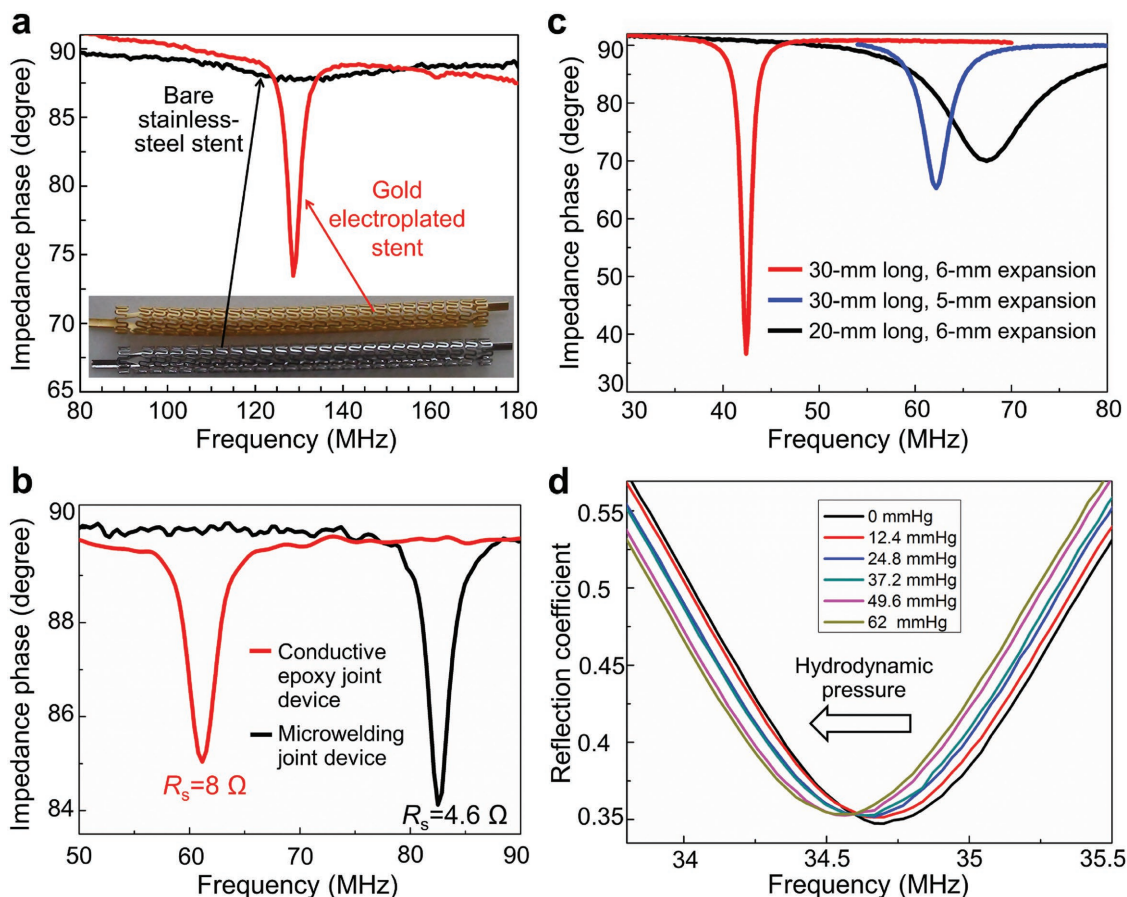 a
Impedance phase (degree)
90
85
80
75
70
65
80
100
120
140
160
180
Frequency (MHz)
Bare
stainless-
steel stent
Gold
electroplated
stent
c
Impedance phase (degree)
90
80
70
60
50
40
30
30
40
50
60
70
80
Frequency (MHz)
30-mm long, 6-mm expansion
30-mm long, 5-mm expansion
20-mm long, 6-mm expansion
b
Impedance phase (degree)
90
88
86
84
50
60
70
80
90
Frequency (MHz)
Conductive
epoxy joint
device
Microwelding
joint device
Rs=8 Ω
Rs=4.6 Ω
d
Reflection coefficient
0.55
0.5
0.45
0.4
0.35
34
34.5
35
35.5
Frequency (MHz)
0 mmHg
12.4 mmHg
24.8 mmHg
37.2 mmHg
49.6 mmHg
62 mmHg
Hydrodynamic
pressure